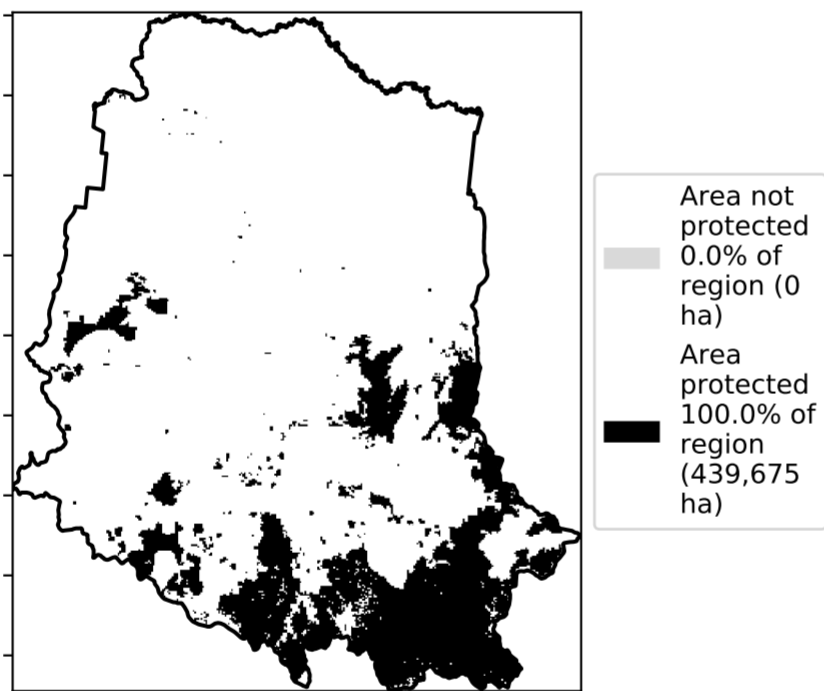 Area not
protected
0.0% of
region (0
ha)
Area
protected
100.0% of
region
(439,675
ha)